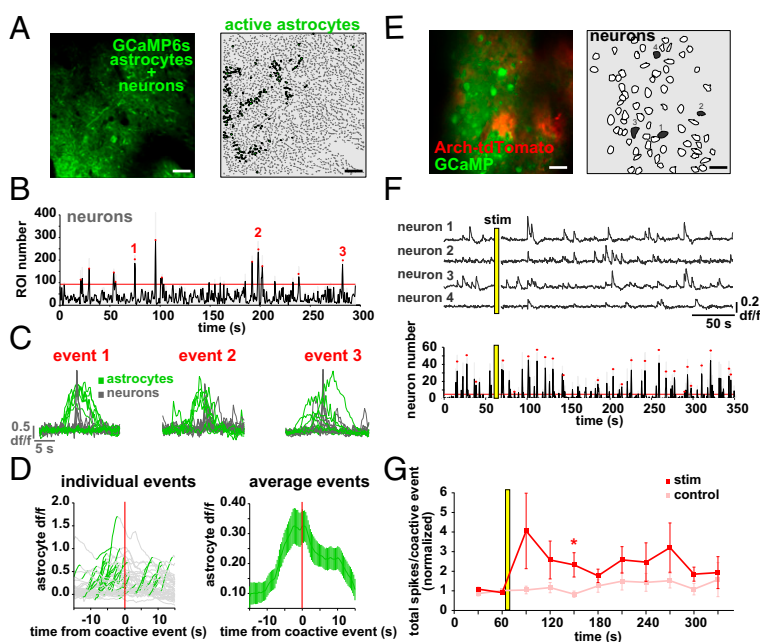 A
GCaMP6s
astrocytes
+
neurons
active astrocytes
B
neurons
ROI number
400
300
200
100
0
1
2
3
0 50 100 150 200 250 300
time (s)
C
event 1
event 2
event 3
astrocytes
neurons
0.5
df/f
5 s
D
individual events
average events
astrocyte df/f
2.0
1.5
1.0
0.5
0.0
-10 0 10
time from coactive event (s)
astrocyte df/f
0.40
0.30
0.20
0.10
-10 0 10
time from coactive event (s)
E
Arch-tdTomato
GCaMP
neurons
4
2
3
1
F
stim
neuron 1
neuron 2
neuron 3
neuron 4
0.2
df/f
50 s
neuron number
60
40
20
0
0 50 100 150 200 250 300 350
time (s)
G
total spikes/coactive event
(normalized)
6
5
4
3
2
1
0
stim
control
*
0 60 120 180 240 300
time (s)